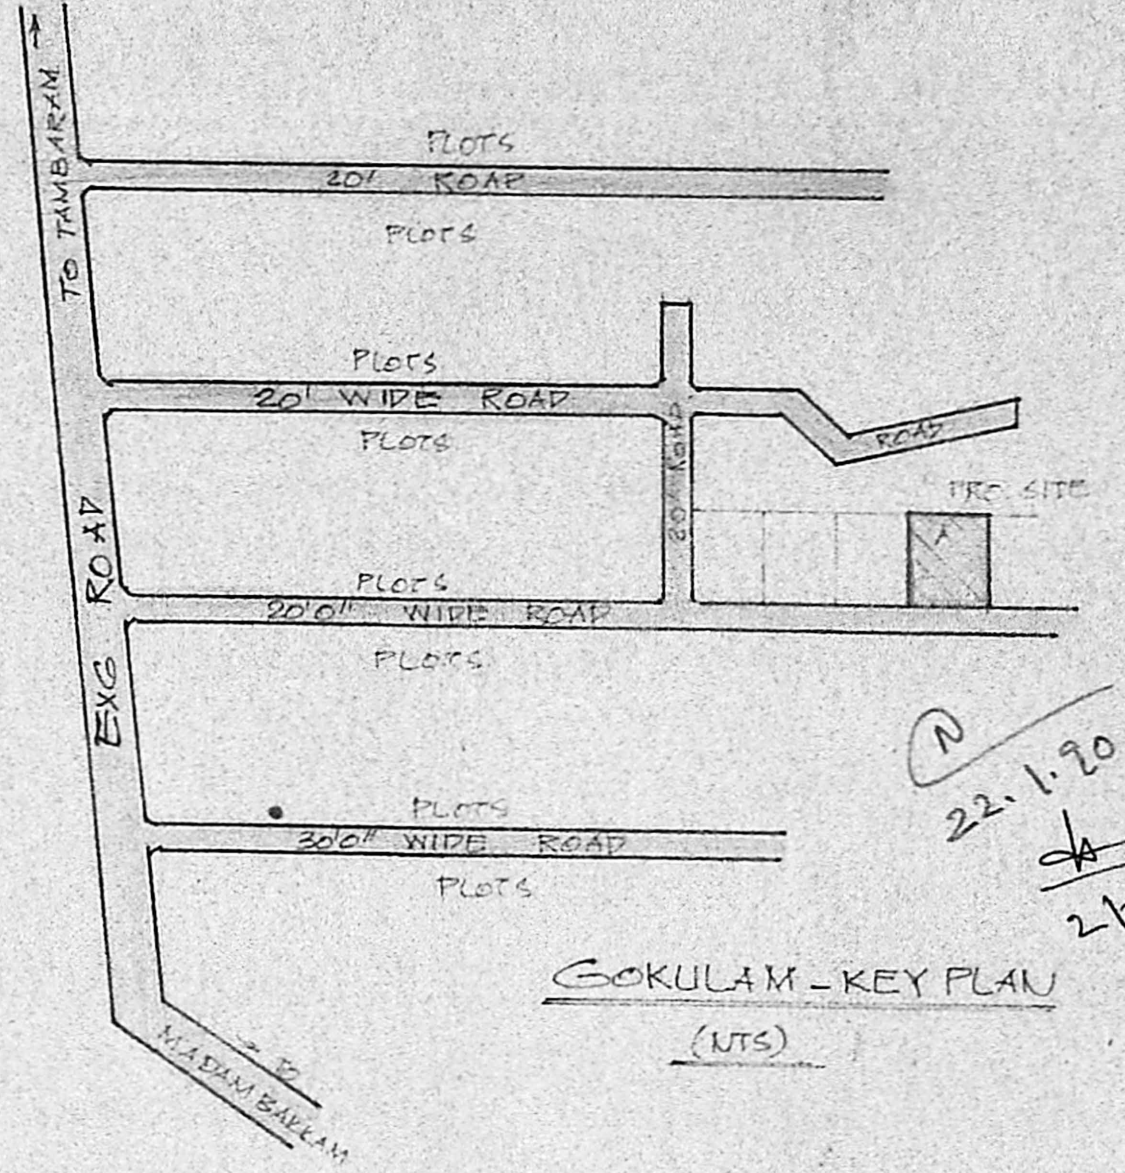 TO TAMBARAM →
PLOTS
20' ROAD
PLOTS
PLOTS
20' WIDE ROAD
PLOTS
ROAD
20' ROAD
PRO. SITE
EXG ROAD
PLOTS
20'0" WIDE ROAD
PLOTS
N
22.1.90
PLOTS
30'0" WIDE ROAD
PLOTS
GOKULAM - KEY PLAN
(NTS)
→ TO
MADAMBAKKAM